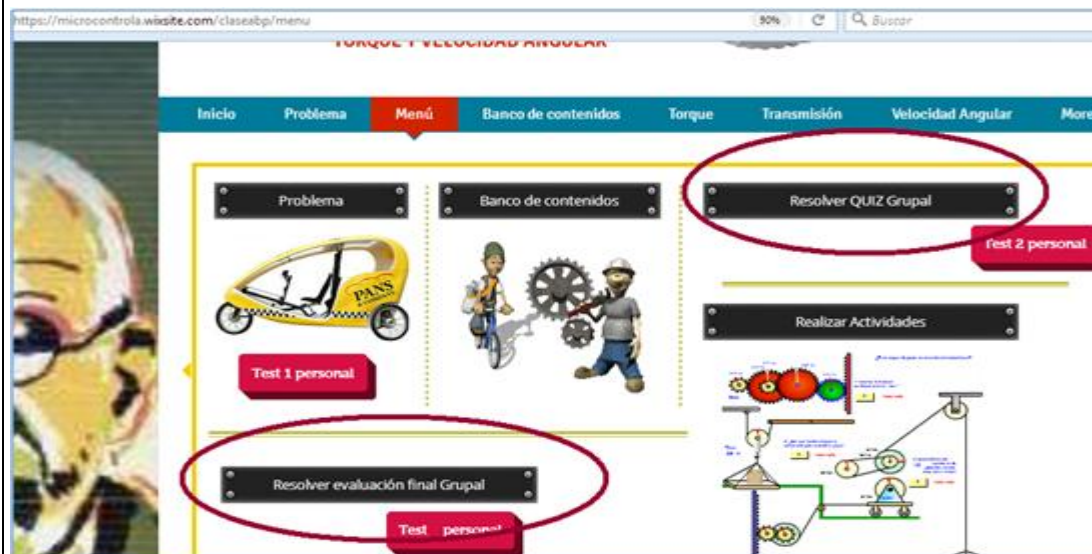 https://microcontrola.wixsite.com/claseabp/menu
90%
Buscar
TORQUE Y VELOCIDAD ANGULAR
Inicio
Problema
Menú
Banco de contenidos
Torque
Transmisión
Velocidad Angular
More
Problema
Banco de contenidos
Resolver QUIZ Grupal
Test 2 personal
PANS
Realizar Actividades
Test 1 personal
Resolver evaluación final Grupal
Test personal